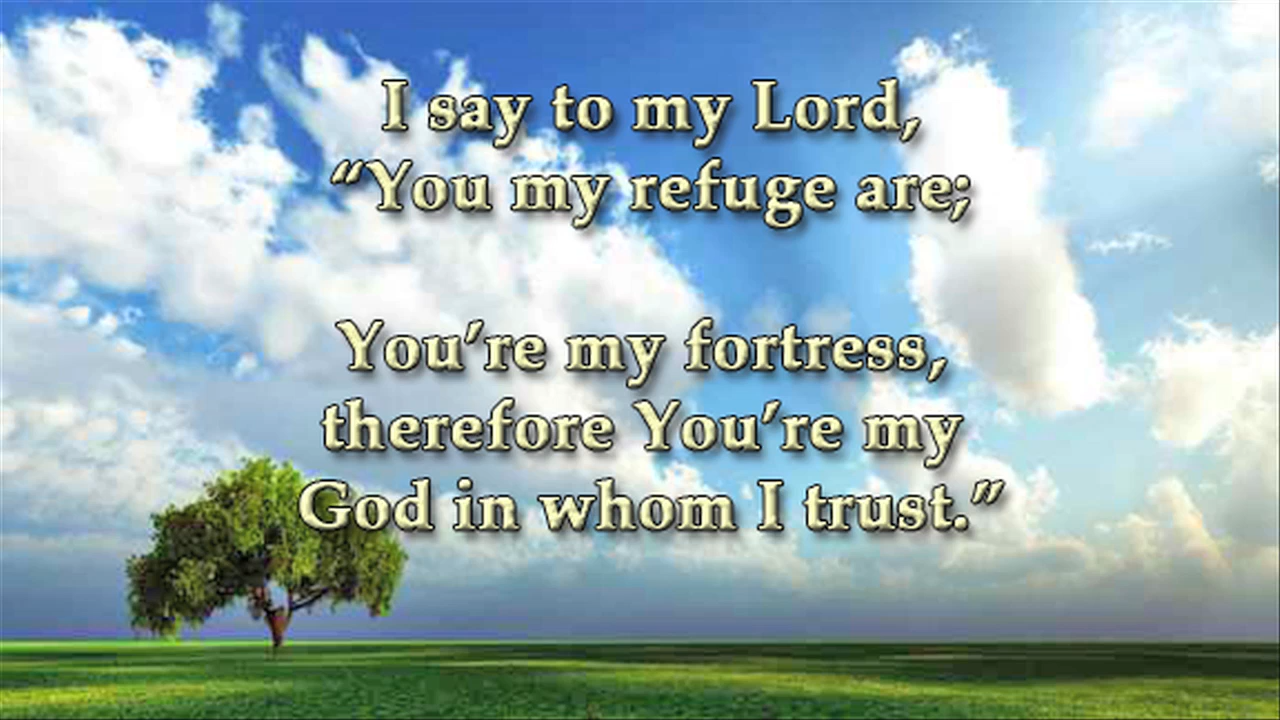 I say to my Lord,
“You my refuge are;
You’re my fortress,
therefore You’re my
God in whom I trust.”